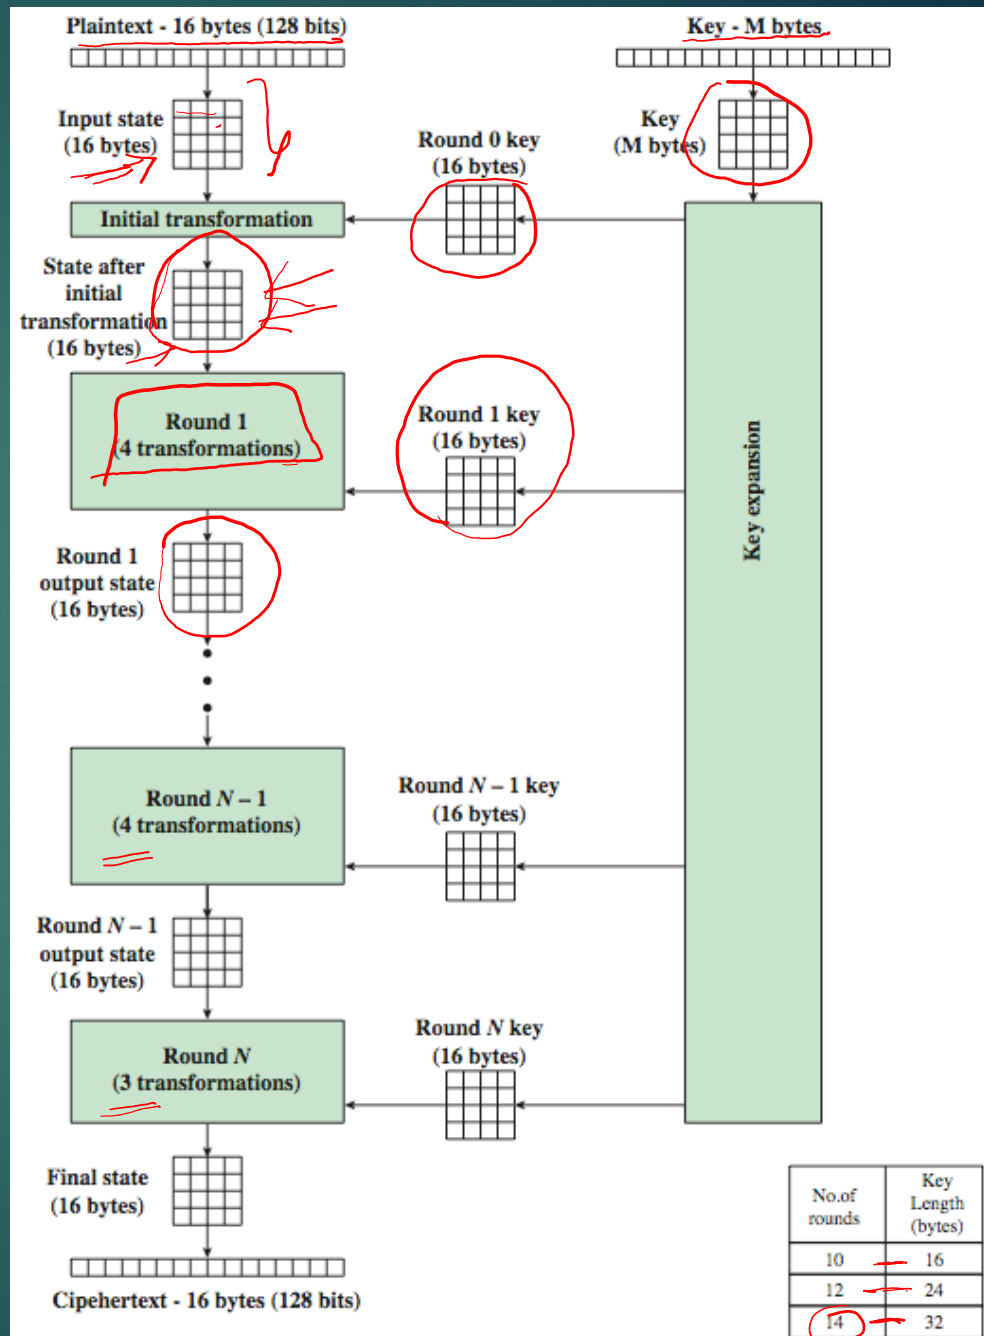 Plaintext - 16 bytes (128 bits)
Key - M bytes
Input state
(16 bytes)
Key
(M bytes)
Round 0 key
(16 bytes)
Initial transformation
State after
initial
transformation
(16 bytes)
Round 1
(4 transformations)
Round 1 key
(16 bytes)
Key expansion
Round 1
output state
(16 bytes)
Round N – 1
(4 transformations)
Round N – 1 key
(16 bytes)
Round N – 1
output state
(16 bytes)
Round N
(3 transformations)
Round N key
(16 bytes)
Final state
(16 bytes)
Cipehertext - 16 bytes (128 bits)
No.of
rounds
Key
Length
(bytes)
10 16
12 24
14 32